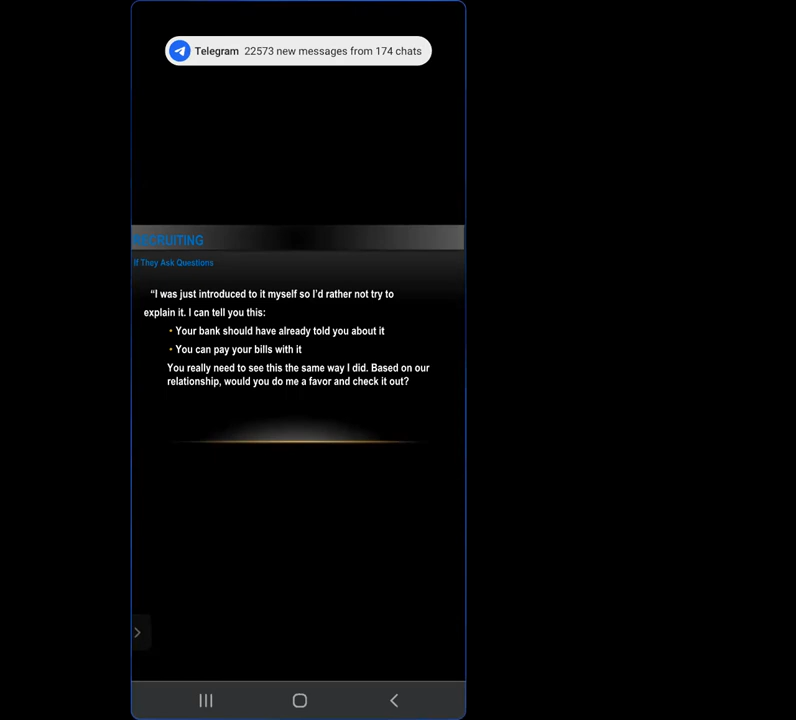 Telegram 22573 new messages from 174 chats
RECRUITING
If They Ask Questions
“I was just introduced to it myself so I’d rather not try to
explain it. I can tell you this:
• Your bank should have already told you about it
• You can pay your bills with it
You really need to see this the same way I did. Based on our
relationship, would you do me a favor and check it out?